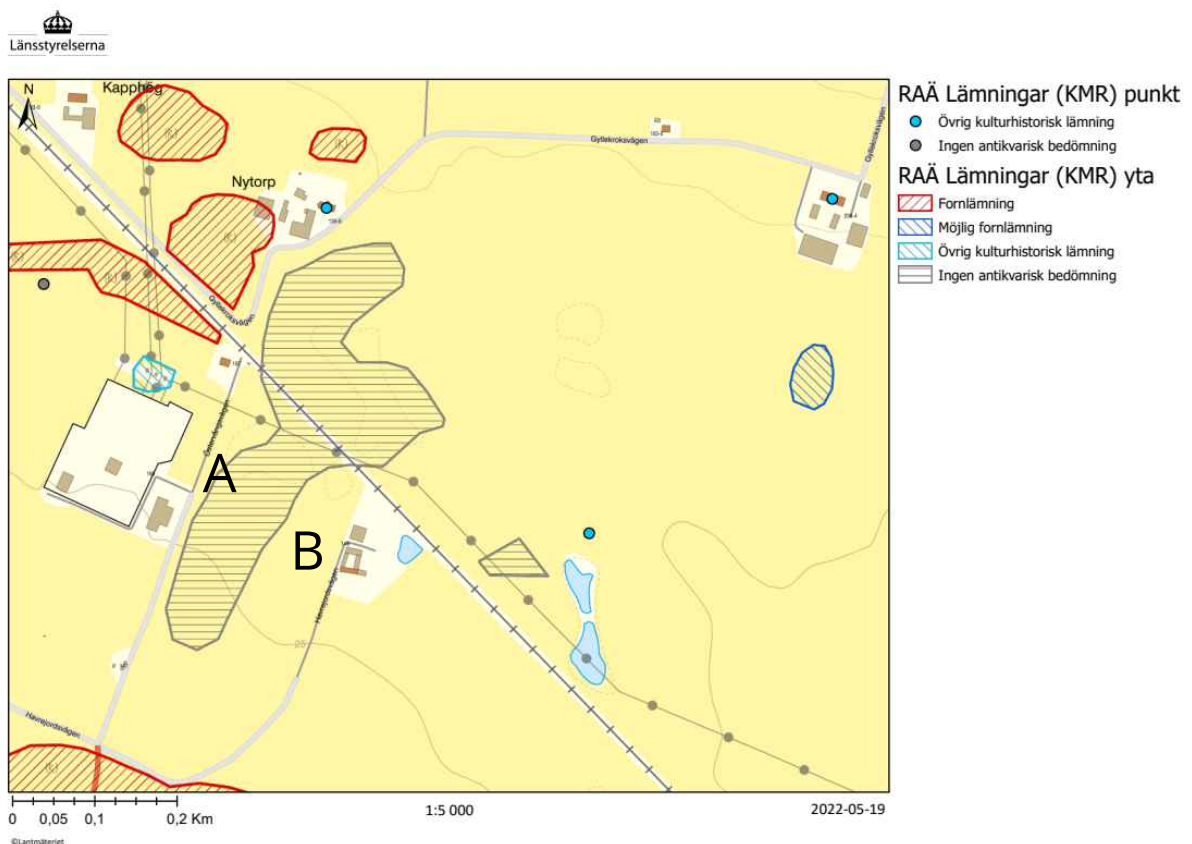 Länsstyrelserna
N
Kapphög
Nytorp
Gyllekroksvägen
Gyllekroksvägen
Gyllekroksvägen
Östervångsvägen
A
B
Havrejordsvägen
25
Havrejordsvägen
RAÄ Lämningar (KMR) punkt
Övrig kulturhistorisk lämning
Ingen antikvarisk bedömning
RAÄ Lämningar (KMR) yta
Fornlämning
Möjlig fornlämning
Övrig kulturhistorisk lämning
Ingen antikvarisk bedömning
0 0,05 0,1 0,2 Km
1:5 000
2022-05-19
©Lantmäteriet